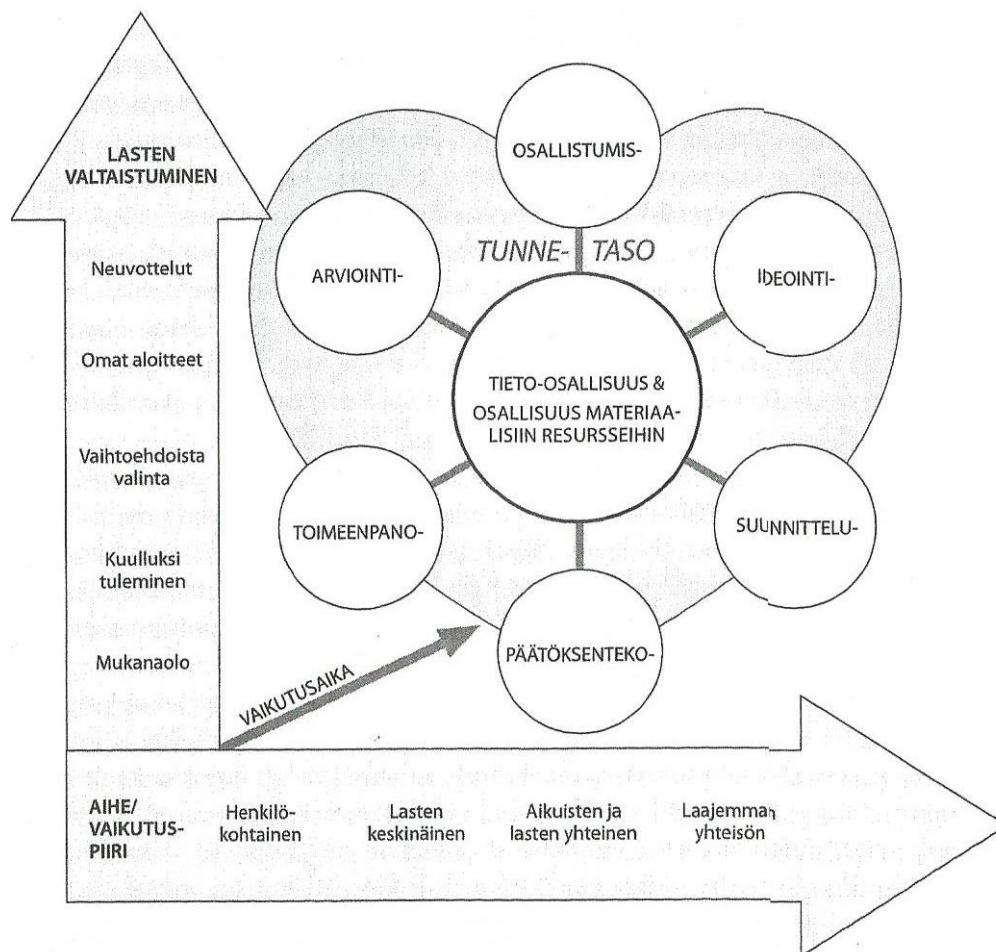 LASTEN
VALTAISTUMINEN
Neuvottelut
Omat aloitteet
Vaihtoehdoista
valinta
Kuulluksi
tuleminen
Mukanaolo
OSALLISTUMIS-
ARVIOINTI-
TUNNE- TASO
IDEOINTI-
TIETO-OSALLISUUS &
OSALLISUUS MATERIAA-
LISIIN RESURSSEIHIN
TOIMEENPANO-
SUUNNITTELU-
PÄÄTÖKSENTEKO-
VAIKUTUSAIKA
AIHE/
VAIKUTUS-
PIIRI
Henkilö-
kohtainen
Lasten
keskinäinen
Aikuisten ja
lasten yhteinen
Laajemman
yhteisön